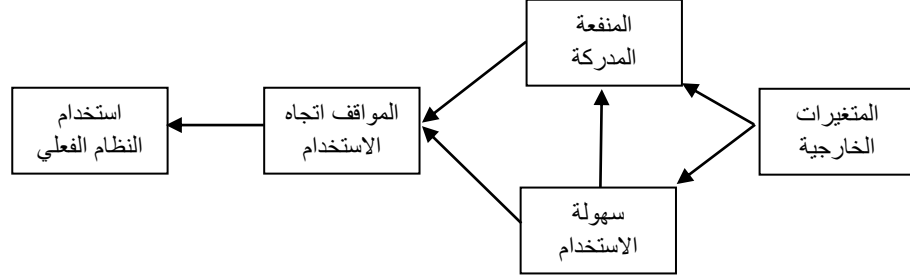 المنفعة
المدركة
المتغيرات
الخارجية
المواقف اتجاه
الاستخدام
استخدام
النظام الفعلي
سهولة
الاستخدام